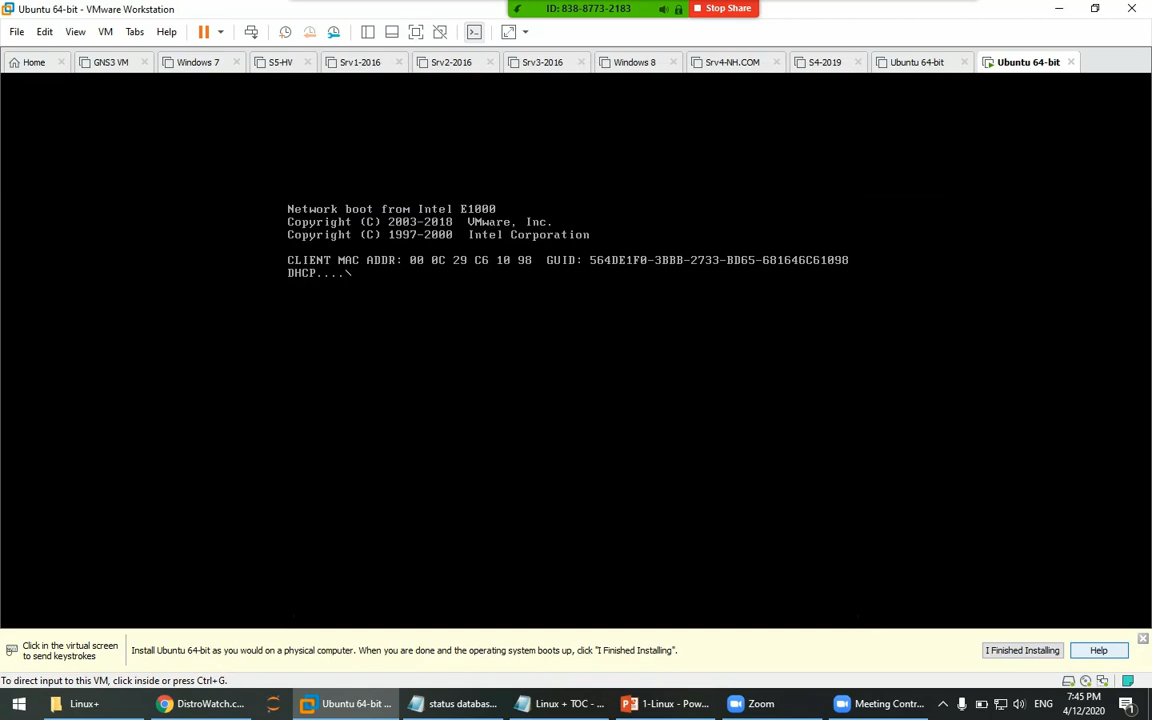 Ubuntu 64-bit - VMware Workstation
ID: 838-8773-2183
Stop Share
File Edit View VM Tabs Help
Home
GNS3 VM
Windows 7
S5-HV
Srv1-2016
Srv2-2016
Srv3-2016
Windows 8
Srv4-NH.COM
S4-2019
Ubuntu 64-bit
Ubuntu 64-bit
Network boot from Intel E1000
Copyright (C) 2003-2018 VMware, Inc.
Copyright (C) 1997-2000 Intel Corporation
CLIENT MAC ADDR: 00 0C 29 C6 10 98 GUID: 564DE1F0-3BBB-2733-BD65-681646C61098
DHCP....\
Click in the virtual screen
to send keystrokes
Install Ubuntu 64-bit as you would on a physical computer. When you are done and the operating system boots up, click "I Finished Installing".
I Finished Installing
Help
To direct input to this VM, click inside or press Ctrl+G.
Linux+
DistroWatch.c...
Ubuntu 64-bit ...
status databas...
Linux + TOC - ...
1-Linux - Pow...
Zoom
Meeting Contr...
ENG
7:45 PM
4/12/2020
1